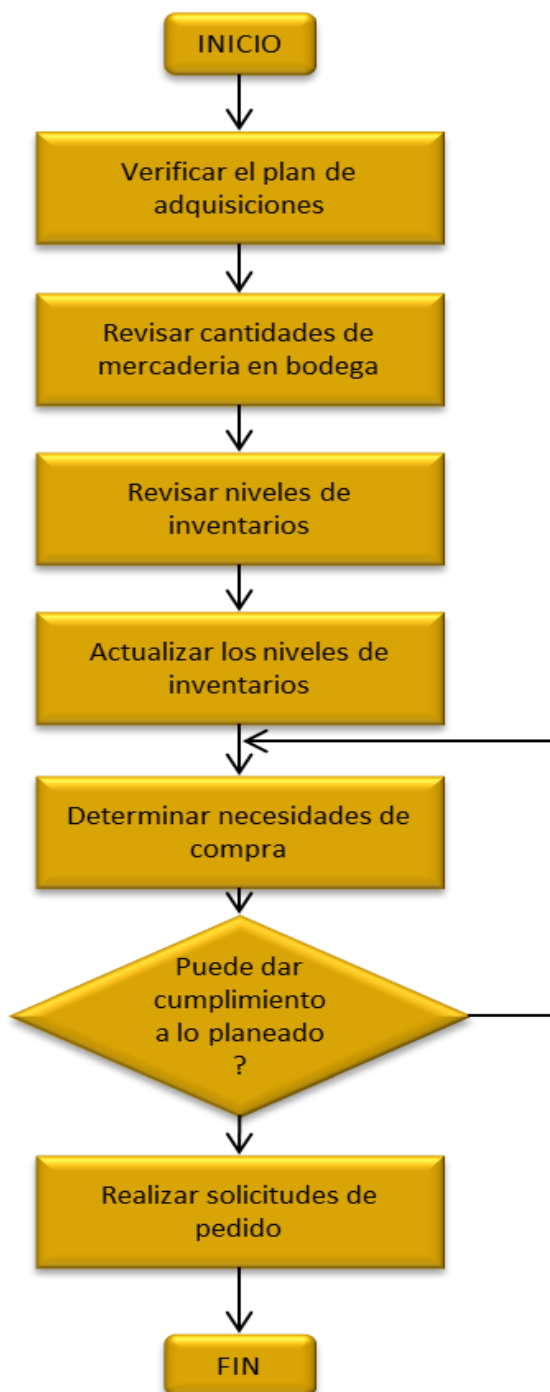 INICIO
Verificar el plan de
adquisiciones
Revisar cantidades de
mercaderia en bodega
Revisar niveles de
inventarios
Actualizar los niveles de
inventarios
Determinar necesidades de
compra
Puede dar
cumplimiento
a lo planeado
?
Realizar solicitudes de
pedido
FIN